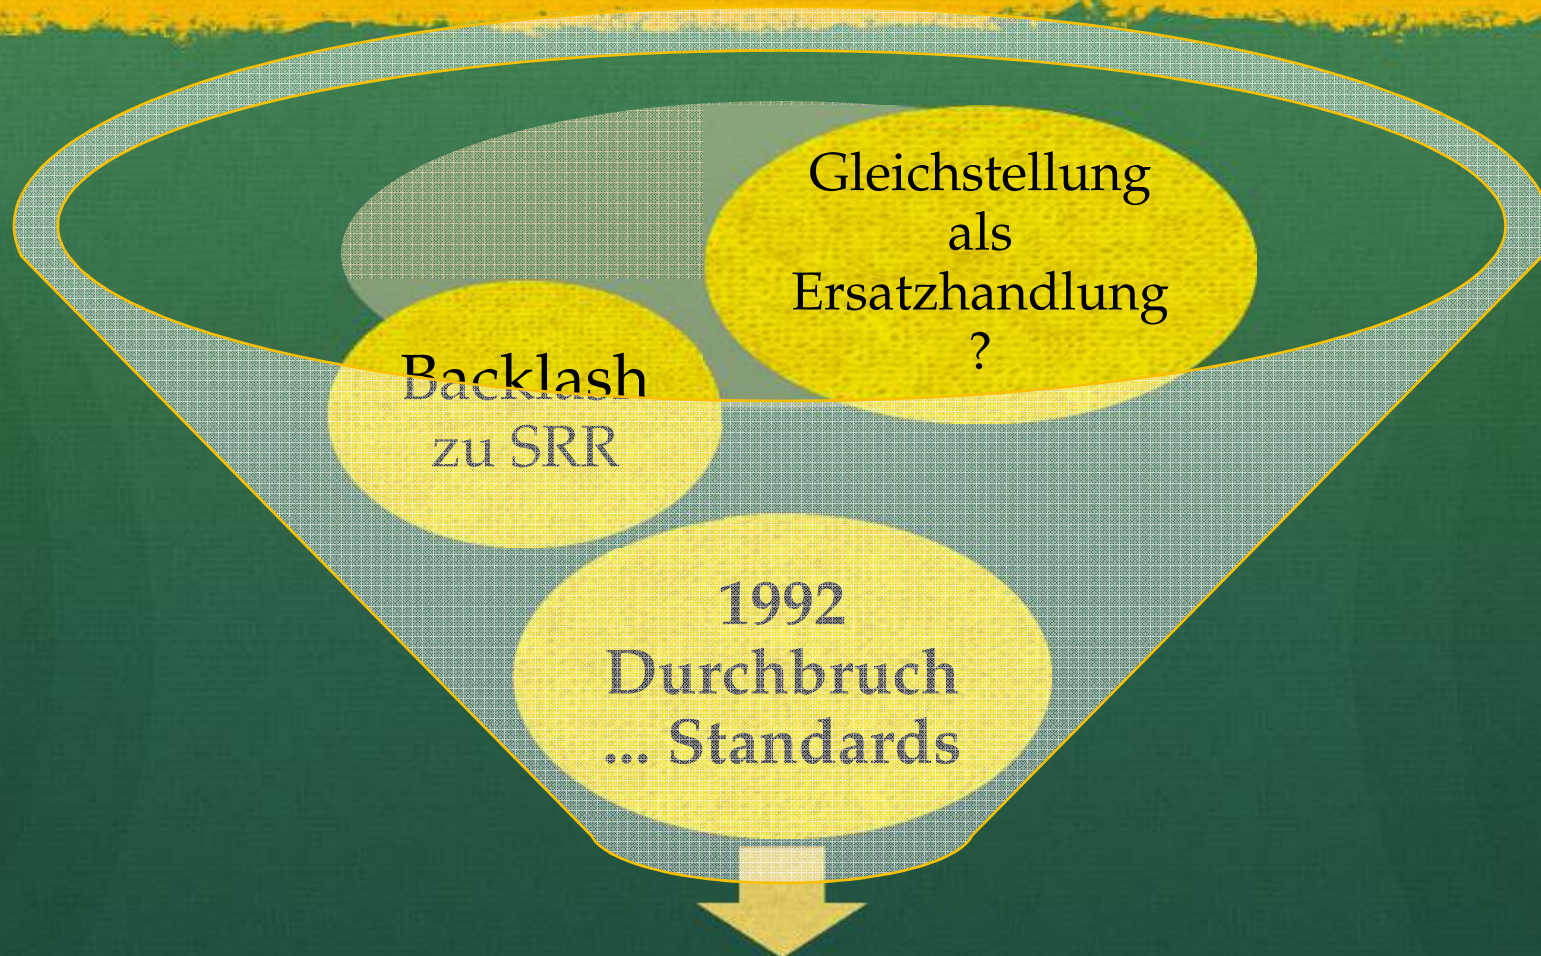 Gleichstellung
als
Ersatzhandlung
?
Backlash
zu SRR
1992
Durchbruch
... Standards